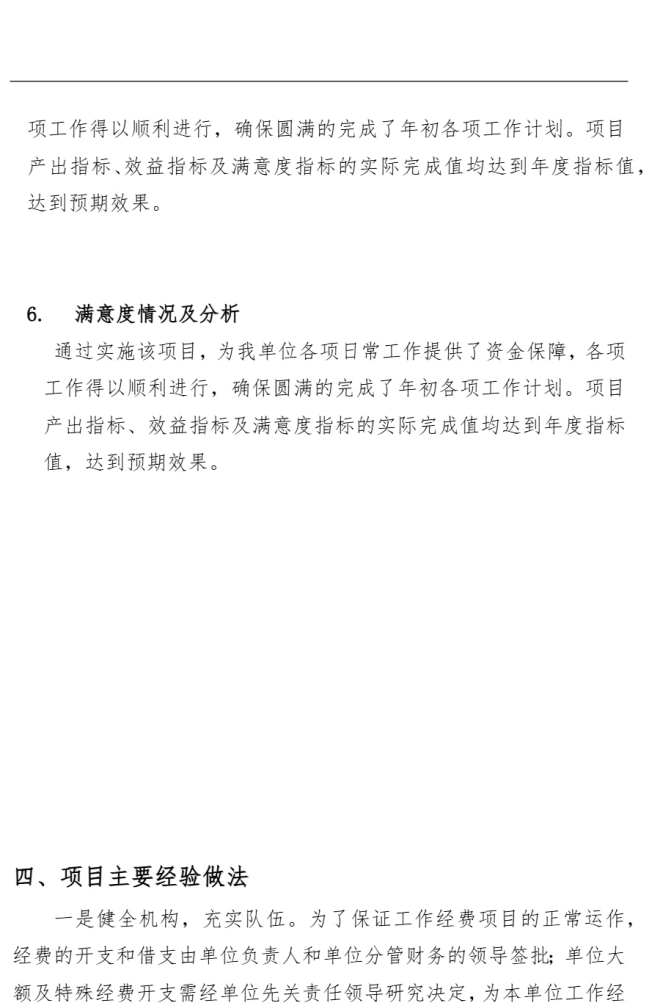 项工作得以顺利进行，确保圆满的完成了年初各项工作计划。项目
产出指标、效益指标及满意度指标的实际完成值均达到年度指标值，
达到预期效果。
6. 满意度情况及分析
通过实施该项目，为我单位各项日常工作提供了资金保障，各项
工作得以顺利进行，确保圆满的完成了年初各项工作计划。项目
产出指标、效益指标及满意度指标的实际完成值均达到年度指标
值，达到预期效果。
四、项目主要经验做法
一是健全机构，充实队伍。为了保证工作经费项目的正常运作，
经费的开支和借支由单位负责人和单位分管财务的领导签批；单位大
额及特殊经费开支需经单位先关责任领导研究决定，为本单位工作经